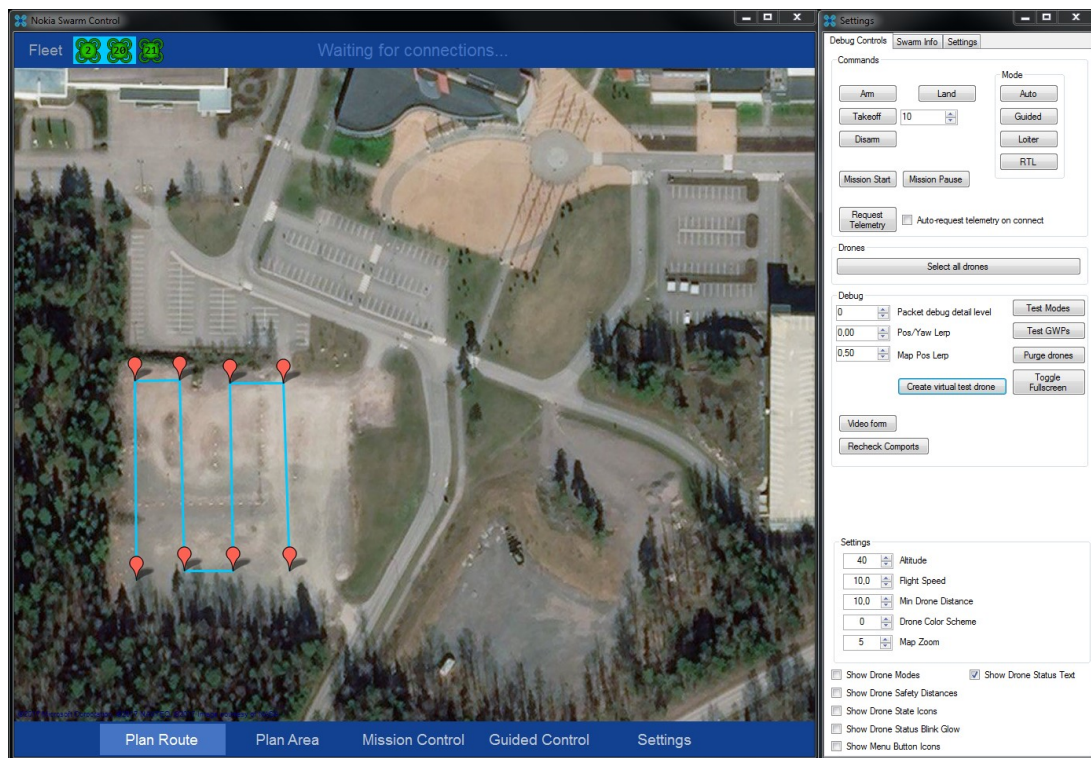 Nokia Swarm Control
Fleet 2 20 21 Waiting for connections...
Plan Route Plan Area Mission Control Guided Control Settings
Settings
Debug Controls Swarm Info Settings
Commands
Mode
Arm Land Auto
Takeoff 10 Guided
Disarm Loiter
RTL
Mission Start Mission Pause
Request
Telemetry
Auto-request telemetry on connect
Drones
Select all drones
Debug
0 Packet debug detail level Test Modes
0,00 Pos/Yaw Lerp Test GWPs
0,50 Map Pos Lerp Purge drones
Create virtual test drone
Toggle
Fullscreen
Video form
Recheck Comports
Settings
40 Altitude
10,0 Flight Speed
10,0 Min Drone Distance
0 Drone Color Scheme
5 Map Zoom
Show Drone Modes Show Drone Status Text
Show Drone Safety Distances
Show Drone State Icons
Show Drone Status Blink Glow
Show Menu Button Icons